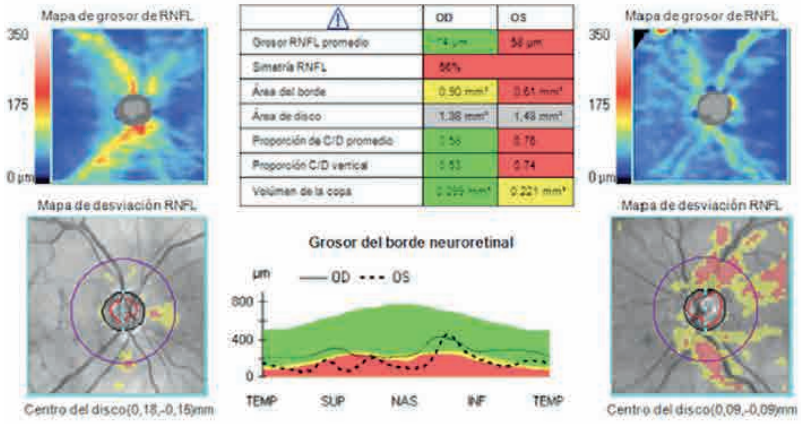 Mapa de grosor de RNFL
350
175
0 µm
OD OS
Grosor RNFL promedio 74 µm 58 µm
Simetría RNFL 56%
Área del borde 0.90 mm² 0.61 mm²
Área de disco 1.38 mm² 1.49 mm²
Proporción de C/D promedio 0.76
Proporción C/D vertical 0.53 0.74
Volúmen de la copa 0.221 mm³
Mapa de grosor de RNFL
350
175
0 µm
Mapa de desviación RNFL
Centro del disco(0,18,-0,15)mm
Grosor del borde neuroretinal
µm OD OS
800
400
0
TEMP SUP NAS INF TEMP
Mapa de desviación RNFL
Centro del disco(0,09,-0,09)mm